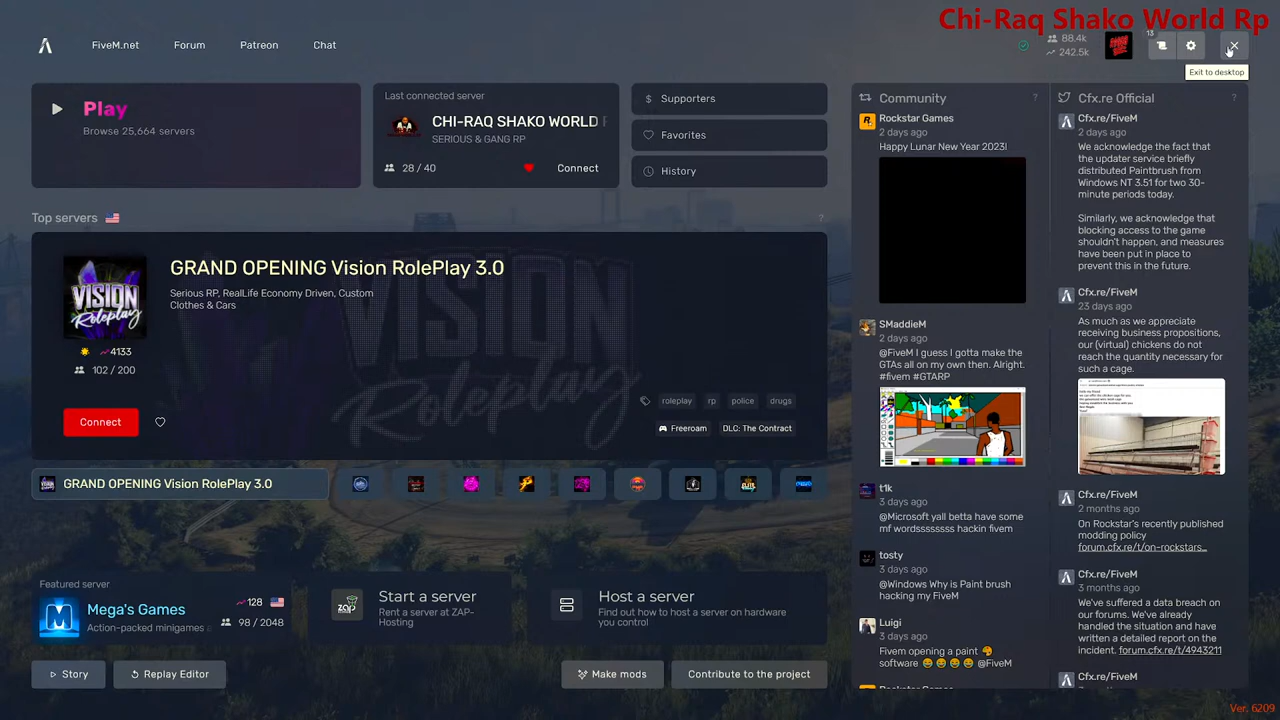 Chi-Raq Shako World Rp
FiveM.net
Forum
Patreon
Chat
88.4k
242.5k
13
Exit to desktop
Play
Browse 25,664 servers
Last connected server
CHI-RAQ SHAKO WORLD R
SERIOUS & GANG RP
28 / 40
Connect
$ Supporters
Favorites
History
Top servers
?
VISION
Roleplay
4133
102 / 200
GRAND OPENING Vision RolePlay 3.0
Serious RP, RealLife Economy Driven, Custom
Clothes & Cars
Connect
roleplay
rp
police
drugs
Freeroam
DLC: The Contract
GRAND OPENING Vision RolePlay 3.0
Featured server
Mega's Games
Action-packed minigames
128
98 / 2048
ZAP
Start a server
Rent a server at ZAP-
Hosting
Host a server
Find out how to host a server on hardware
you control
Story
Replay Editor
Make mods
Contribute to the project
Community
?
Rockstar Games
2 days ago
Happy Lunar New Year 2023!
SMaddieM
2 days ago
@FiveM I guess I gotta make the
GTAs all on my own then. Alright.
#fivem #GTARP
t1k
3 days ago
@Microsoft yall betta have some
mf wordsssssss hackin fivem
tosty
3 days ago
@Windows Why is Paint brush
hacking my FiveM
Luigi
3 days ago
Fivem opening a paint
software 😂😂😂😂 @FiveM
Rockstar Games
Cfx.re Official
?
Cfx.re/FiveM
2 days ago
We acknowledge the fact that
the updater service briefly
distributed Paintbrush from
Windows NT 3.51 for two 30-
minute periods today.
Similarly, we acknowledge that
blocking access to the game
shouldn't happen, and measures
have been put in place to
prevent this in the future.
Cfx.re/FiveM
23 days ago
As much as we appreciate
receiving business propositions,
our (virtual) chickens do not
reach the quantity necessary for
such a cage.
Cfx.re/FiveM
2 months ago
On Rockstar's recently published
modding policy
forum.cfx.re/t/on-rockstars…
Cfx.re/FiveM
3 months ago
We've suffered a data breach on
our forums. We've already
handled the situation and have
written a detailed report on the
incident. forum.cfx.re/t/4943211
Cfx.re/FiveM
Ver. 6209